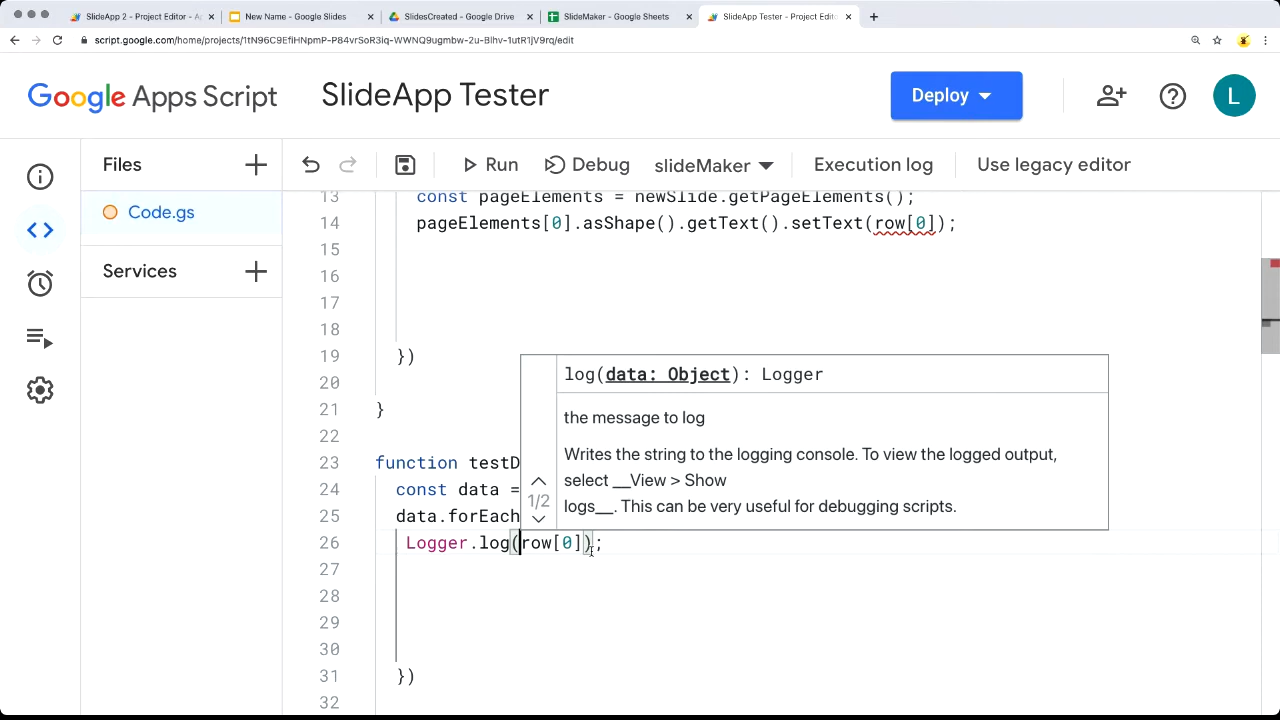 SlideApp 2 - Project Editor - Ap
New Name - Google Slides
SlidesCreated - Google Drive
SlideMaker - Google Sheets
SlideApp Tester - Project Edito
script.google.com/home/projects/1tN96C9EfiHNpmP-P84vrSoR3iq-WWNQ9ugmbw-2u-Blhv-1utR1jV9rq/edit
Google Apps Script
SlideApp Tester
Deploy
L
Files
Run
Debug
slideMaker
Execution log
Use legacy editor
Code.gs
Services
13 const pageElements = newSlide.getPageElements();
14 pageElements[0].asShape().getText().setText(row[0]);
15
16
17
18
19 })
20
21 }
22
23 function testD
24 const data =
25 data.forEach
26 Logger.log(row[0]);
27
28
29
30
31 })
32
log(data: Object): Logger
the message to log
Writes the string to the logging console. To view the logged output,
select __View > Show
logs__. This can be very useful for debugging scripts.
1/2